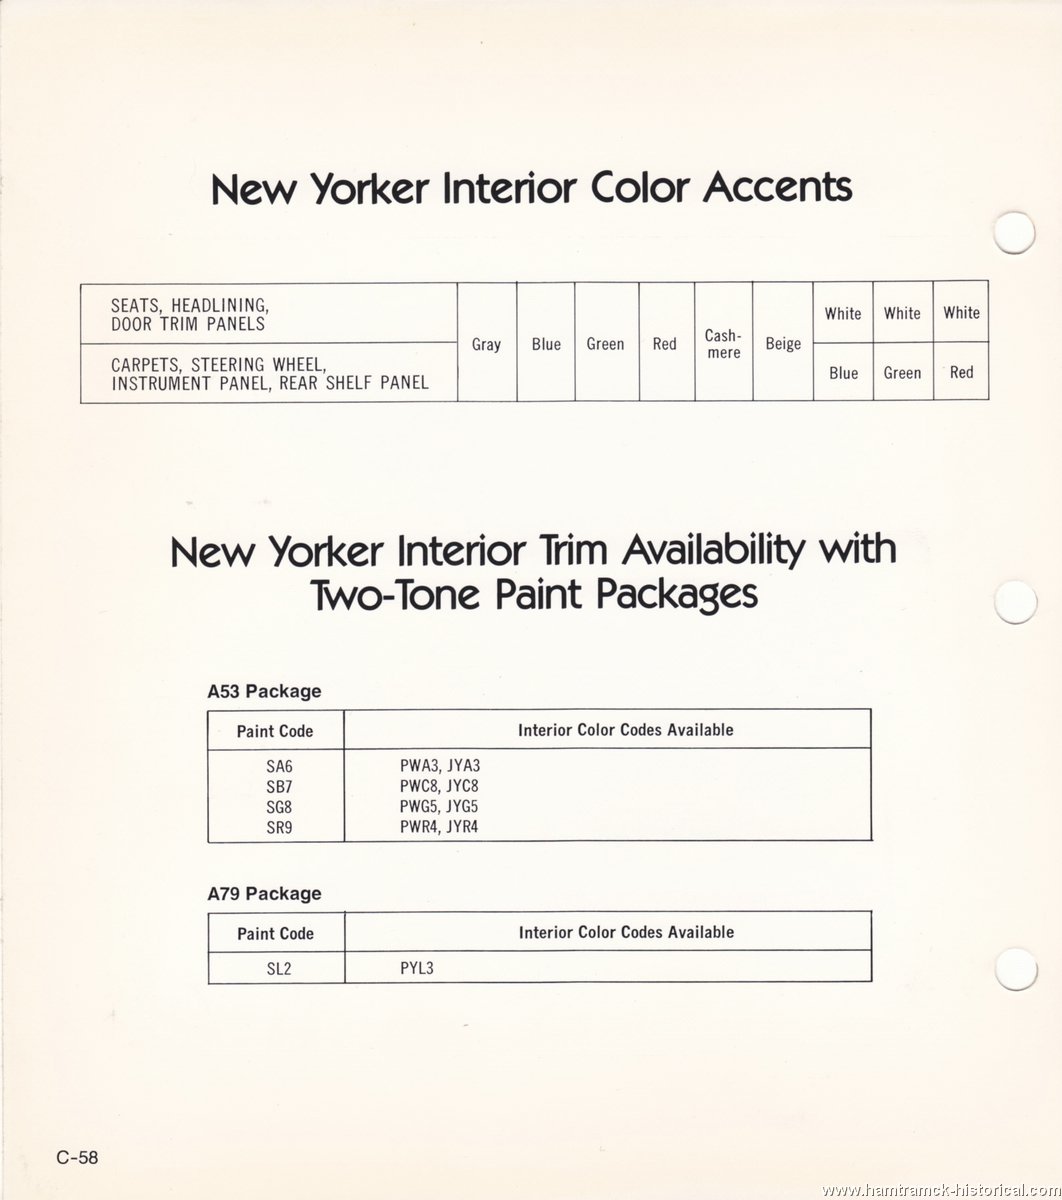 New Yorker Interior Color Accents
SEATS, HEADLINING,
DOOR TRIM PANELS
CARPETS, STEERING WHEEL,
INSTRUMENT PANEL, REAR SHELF PANEL
Gray
Blue
Green
Red
Cash-
mere
Beige
White White White
Blue Green Red
New Yorker Interior Trim Availability with
Two-Tone Paint Packages
A53 Package
Paint Code Interior Color Codes Available
SA6 PWA3, JYA3
SB7 PWC8, JYC8
SG8 PWG5, JYG5
SR9 PWR4, JYR4
A79 Package
Paint Code Interior Color Codes Available
SL2 PYL3
C-58
www.hamtramck-historical.com